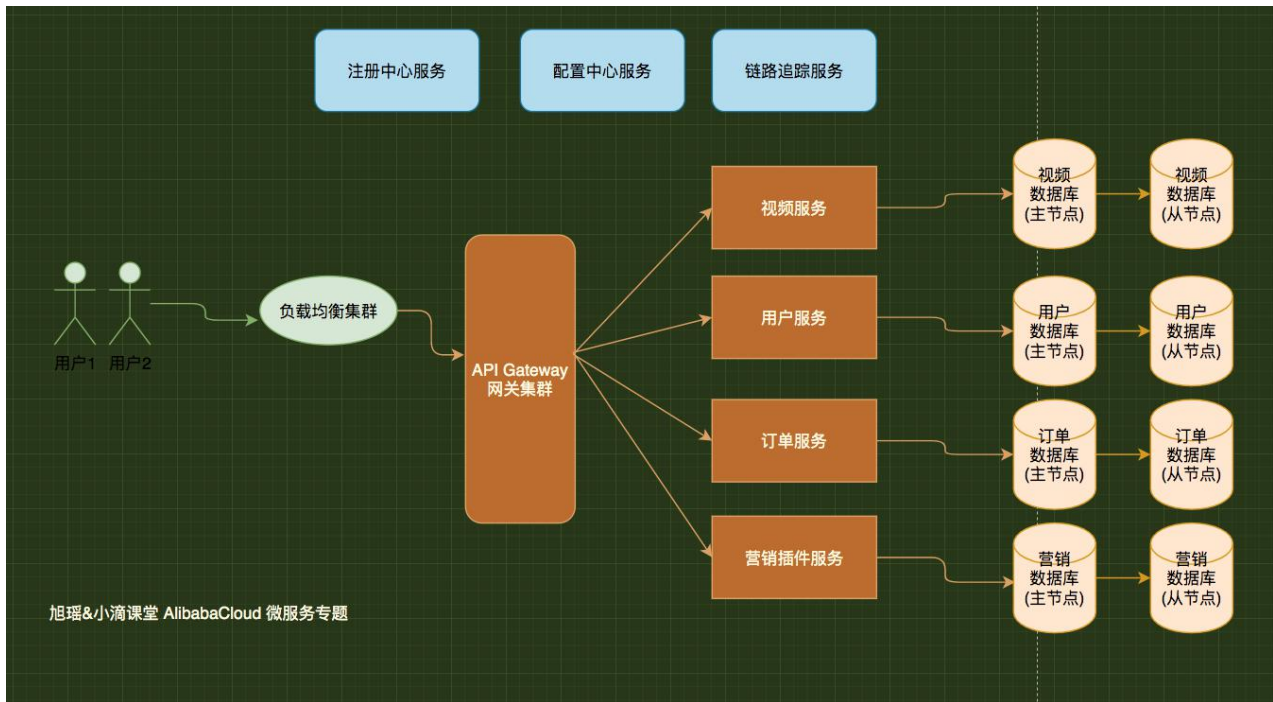 注册中心服务
配置中心服务
链路追踪服务
视频服务
视频
数据库
(主节点)
视频
数据库
(从节点)
用户1
用户2
负载均衡集群
API Gateway
网关集群
用户服务
用户
数据库
(主节点)
用户
数据库
(从节点)
订单服务
订单
数据库
(主节点)
订单
数据库
(从节点)
营销插件服务
营销
数据库
(主节点)
营销
数据库
(从节点)
旭瑶&小滴课堂 AlibabaCloud 微服务专题